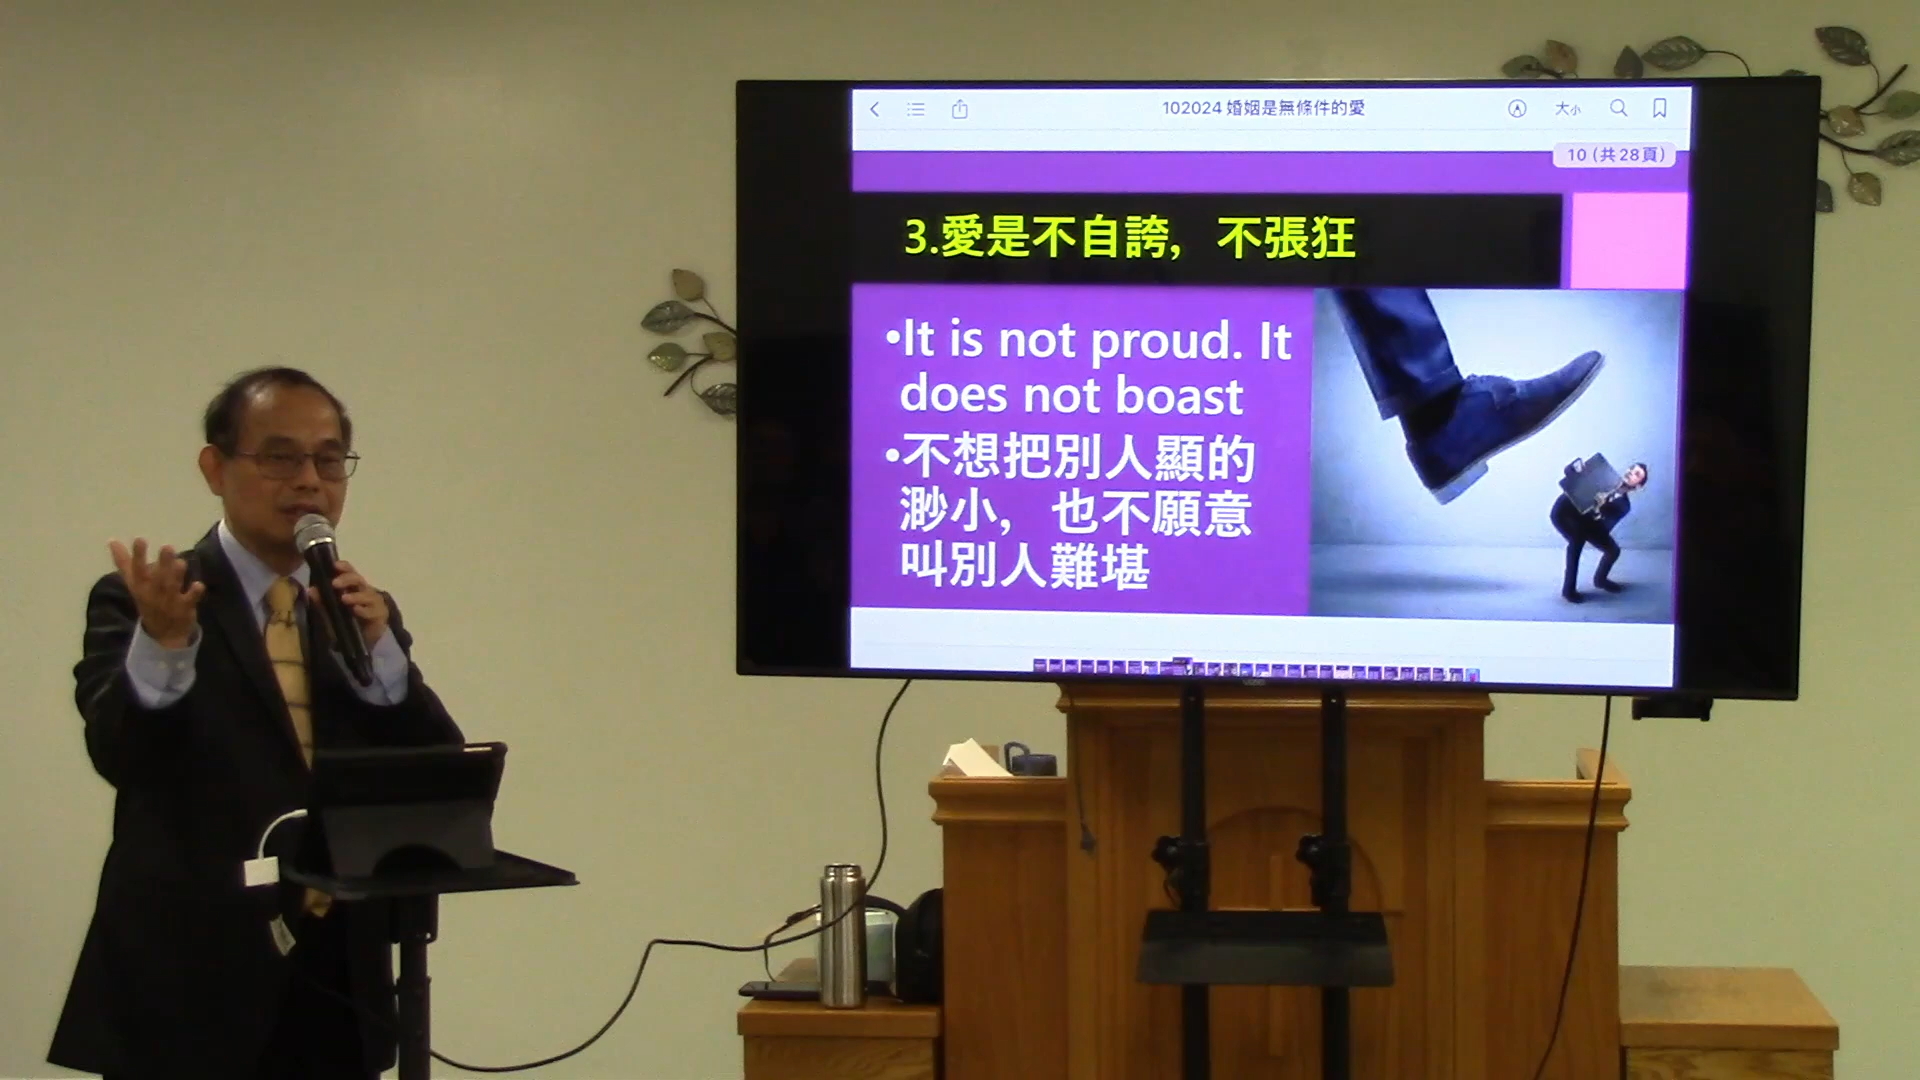 102024 婚姻是無條件的愛
大小
10 (共28頁)
3.愛是不自誇,不張狂
•It is not proud. It
does not boast
•不想把別人顯的
渺小,也不願意
叫別人難堪